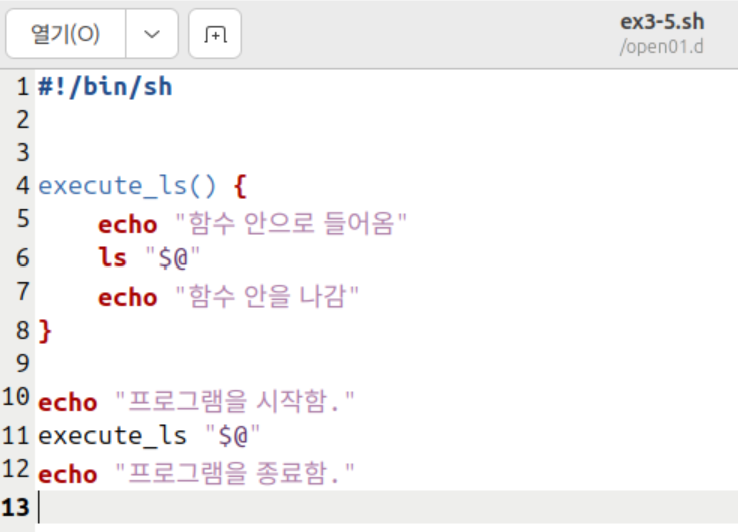 열기(O)
ex3-5.sh
/open01.d
1 #!/bin/sh
2
3
4 execute_ls() {
5     echo "함수 안으로 들어옴"
6     ls "$@"
7     echo "함수 안을 나감"
8 }
9
10 echo "프로그램을 시작함."
11 execute_ls "$@"
12 echo "프로그램을 종료함."
13